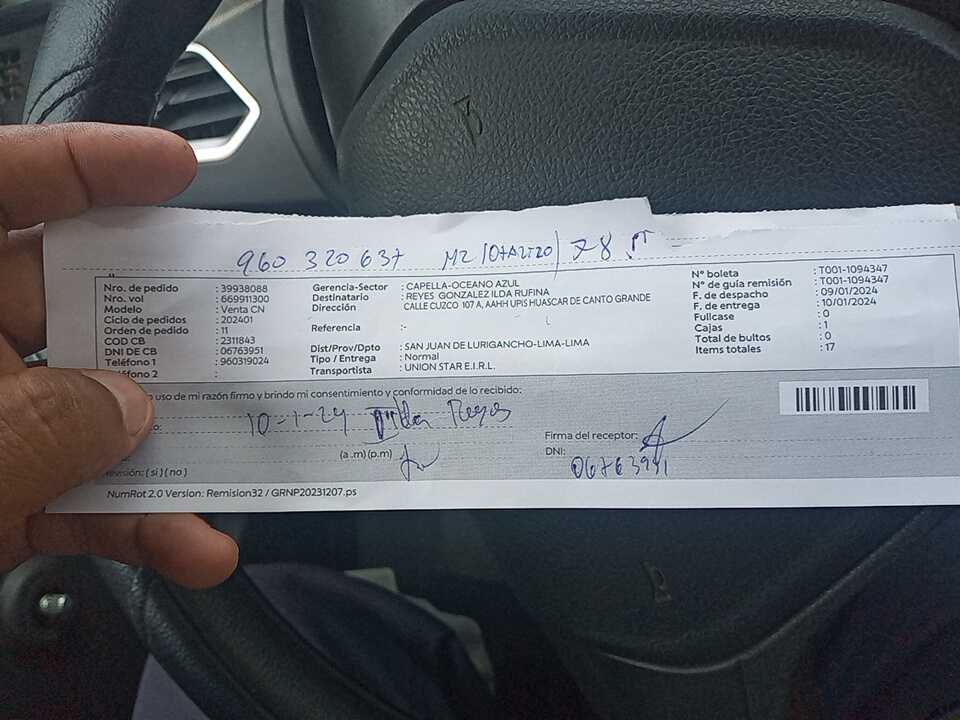 960 320 637 MZ 107A2120 / 78 PT
Nro. de pedido : 39938088
Nro. vol : 669911300
Modelo : Venta CN
Ciclo de pedidos : 202401
Orden de pedido : 11
COD CB : 2311843
DNI DE CB : 06763951
Teléfono 1 : 960319024
léfono 2 :
Gerencia-Sector : CAPELLA-OCEANO AZUL
Destinatario : REYES GONZALEZ ILDA RUFINA
Dirección : CALLE CUZCO 107 A, AAHH UPIS HUASCAR DE CANTO GRANDE
Referencia :-
Dist/Prov/Dpto : SAN JUAN DE LURIGANCHO-LIMA-LIMA
Tipo / Entrega : Normal
Transportista : UNION STAR E.I.R.L.
N° boleta : T001-1094347
N° de guía remisión : T001-1094347
F. de despacho : 09/01/2024
F. de entrega : 10/01/2024
Fullcase : 0
Cajas : 1
Total de bultos : 0
Items totales : 17
uso de mi razón firmo y brindo mi consentimiento y conformidad de lo recibido:
10-1-24 Ilda Reyes
(a .m) (p.m)
Firma del receptor:
DNI: 06763951
revisión: ( si ) ( no )
NumRot 2.0 Version: Remision32 / GRNP20231207.ps